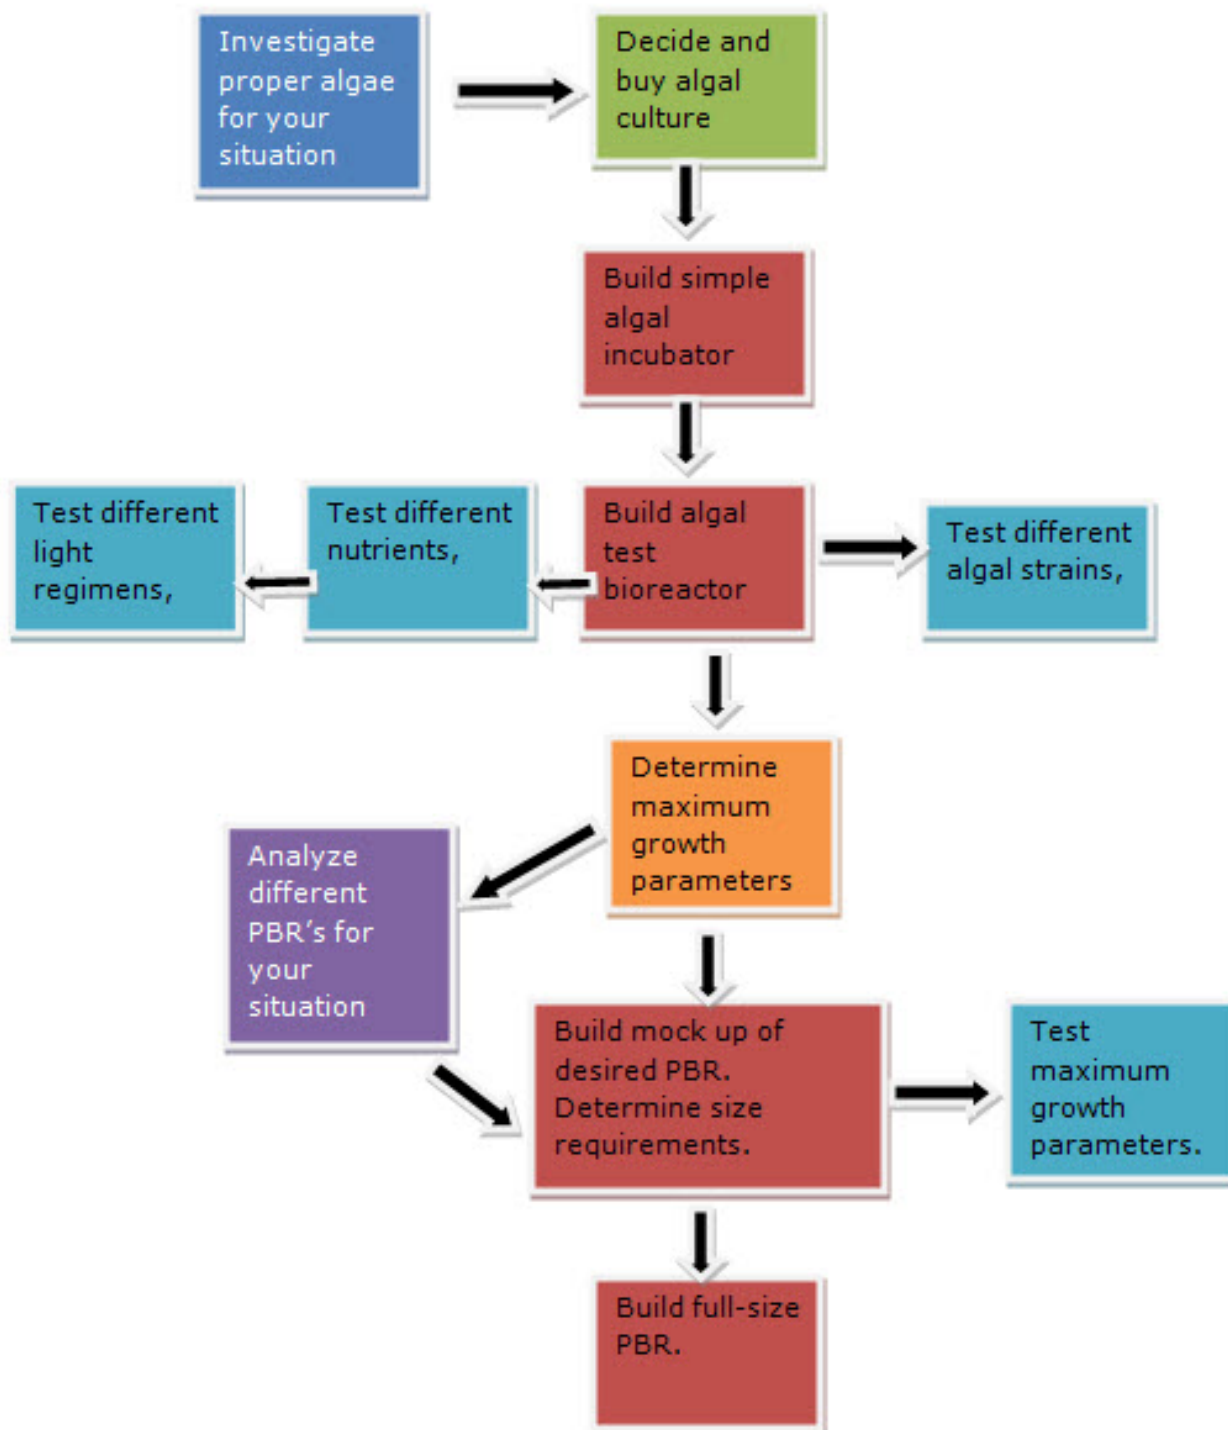 Investigate
proper algae
for your
situation
Decide and
buy algal
culture
Build simple
algal
incubator
Test different
light
regimens,
Test different
nutrients,
Build algal
test
bioreactor
Test different
algal strains,
Determine
maximum
growth
parameters
Analyze
different
PBR’s for
your
situation
Build mock up of
desired PBR.
Determine size
requirements.
Test
maximum
growth
parameters.
Build full-size
PBR.